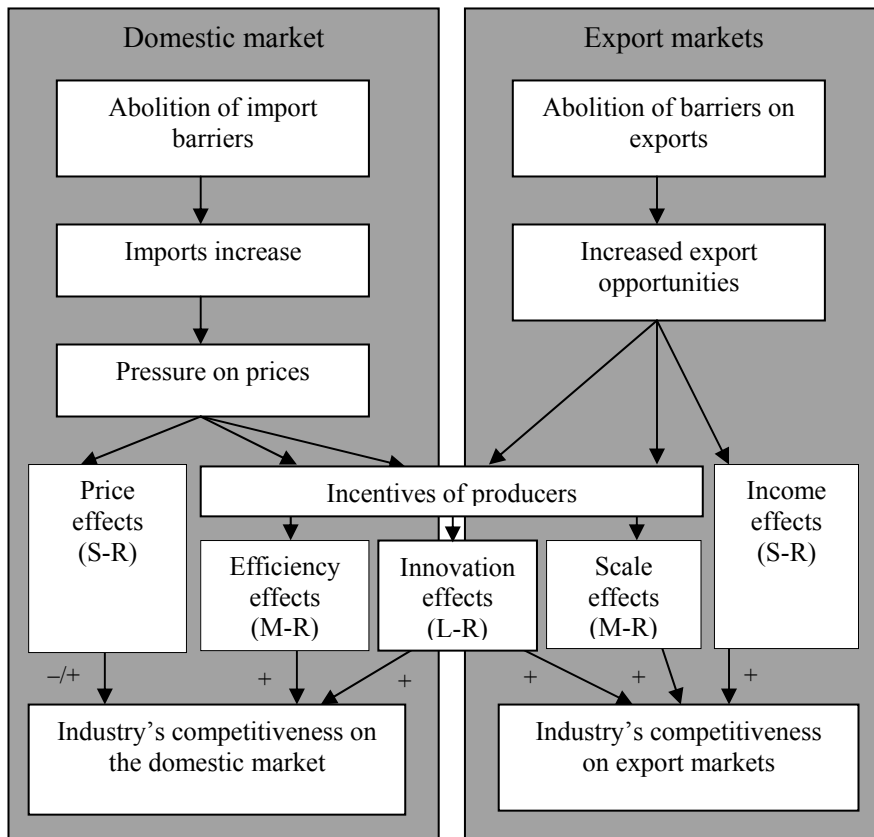 Domestic market
Abolition of import
barriers
Imports increase
Pressure on prices
Price
effects
(S-R)
Export markets
Abolition of barriers on
exports
Increased export
opportunities
Incentives of producers
Income
effects
(S-R)
Efficiency
effects
(M-R)
Innovation
effects
(L-R)
Scale
effects
(M-R)
–/+
+
+
+
+
+
Industry’s competitiveness on
the domestic market
Industry’s competitiveness
on export markets